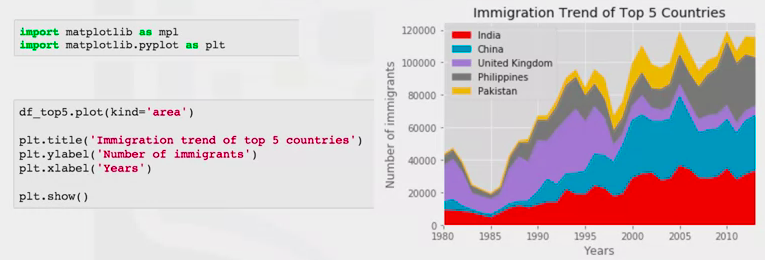 import matplotlib as mpl
import matplotlib.pyplot as plt
df_top5.plot(kind='area')
plt.title('Immigration trend of top 5 countries')
plt.ylabel('Number of immigrants')
plt.xlabel('Years')
plt.show()
Immigration Trend of Top 5 Countries
120000
100000
80000
60000
40000
20000
0
Number of immigrants
India
China
United Kingdom
Philippines
Pakistan
1980 1985 1990 1995 2000 2005 2010
Years